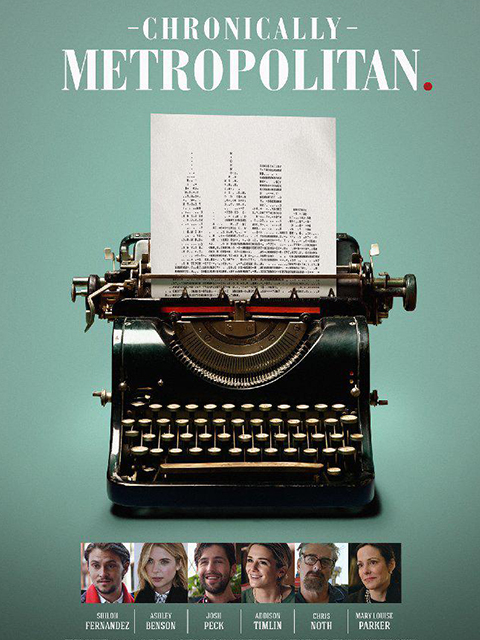 -CHRONICALLY-
METROPOLITAN.
SHILOH ASHLEY JOSH ADDISON CHRIS MARY LOUISE
FERNANDEZ BENSON PECK TIMLIN NOTH PARKER